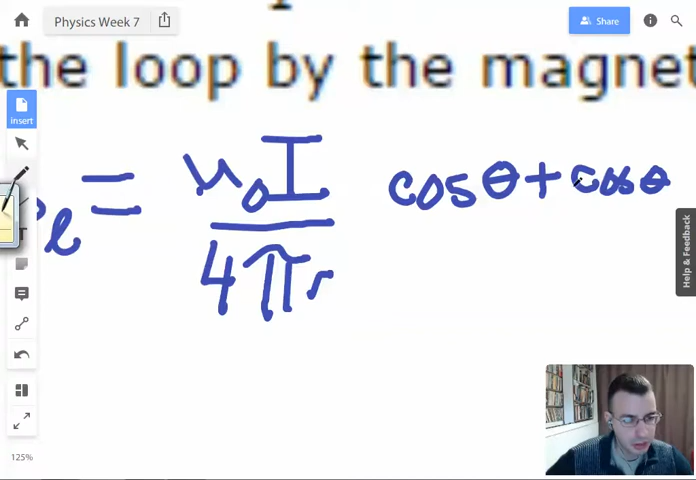 Physics Week 7
Share
the loop by the magnet
insert
ℓ = μ₀I cosθ + cosθ
4πr
T
Help & Feedback
125%